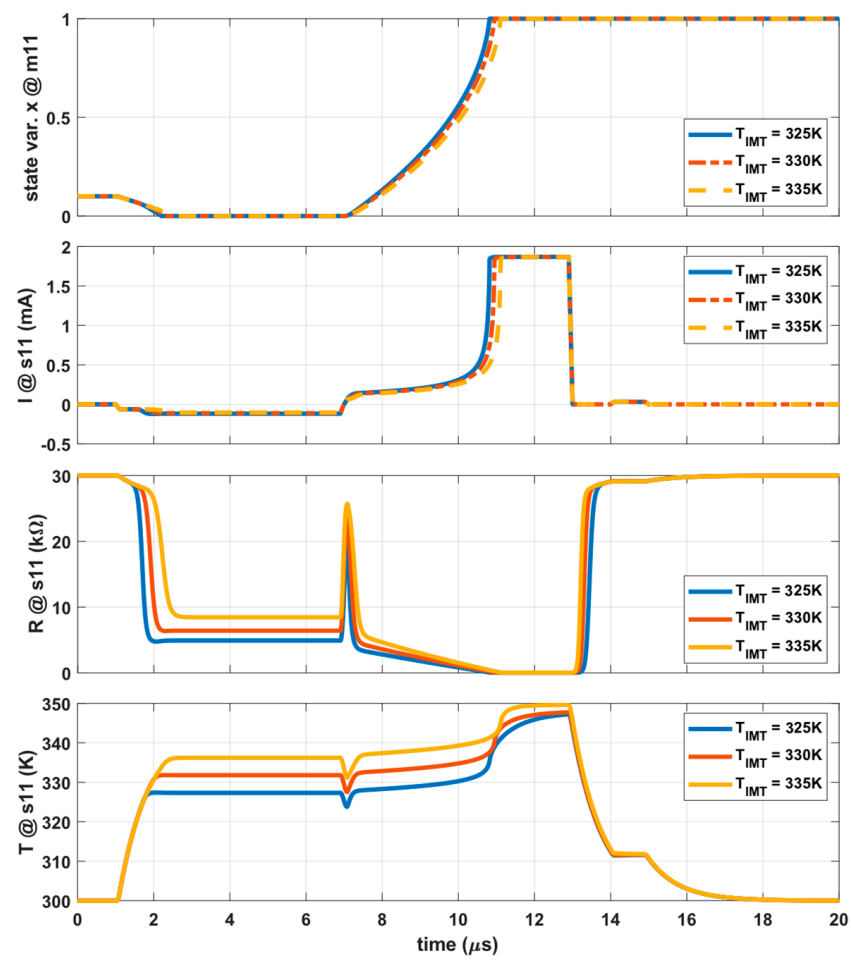 state var. x @ m11
1
0.5
0
T_IMT = 325K
T_IMT = 330K
T_IMT = 335K
I @ s11 (mA)
2
1.5
1
0.5
0
-0.5
T_IMT = 325K
T_IMT = 330K
T_IMT = 335K
R @ s11 (kΩ)
30
20
10
0
T_IMT = 325K
T_IMT = 330K
T_IMT = 335K
T @ s11 (K)
350
340
330
320
310
300
T_IMT = 325K
T_IMT = 330K
T_IMT = 335K
0 2 4 6 8 10 12 14 16 18 20
time (μs)